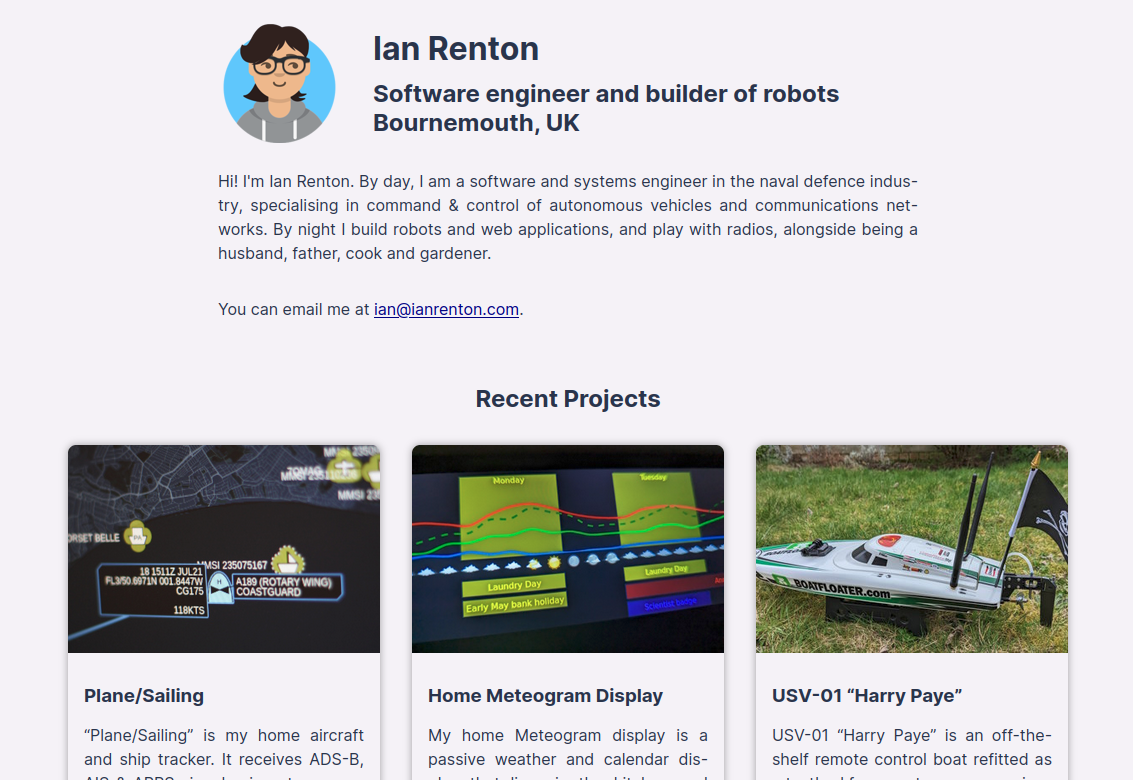 Ian Renton
Software engineer and builder of robots
Bournemouth, UK
Hi! I'm Ian Renton. By day, I am a software and systems engineer in the naval defence indus-
try, specialising in command & control of autonomous vehicles and communications net-
works. By night I build robots and web applications, and play with radios, alongside being a
husband, father, cook and gardener.
You can email me at ian@ianrenton.com.
Recent Projects
MMSI
MMSI 235
ORSET BELLE
MMSI 235075167
18 1511Z JUL21
FL3/50.6971N 001.8447W
CG175
118KTS
A189 (ROTARY WING)
COASTGUARD
Monday
Tuesday
Laundry Day
Early May bank holiday
Laundry Day
BOATFLOATER.com
Plane/Sailing
“Plane/Sailing” is my home aircraft
and ship tracker. It receives ADS-B,
Home Meteogram Display
My home Meteogram display is a
passive weather and calendar dis-
USV-01 “Harry Paye”
USV-01 “Harry Paye” is an off-the-
shelf remote control boat refitted as